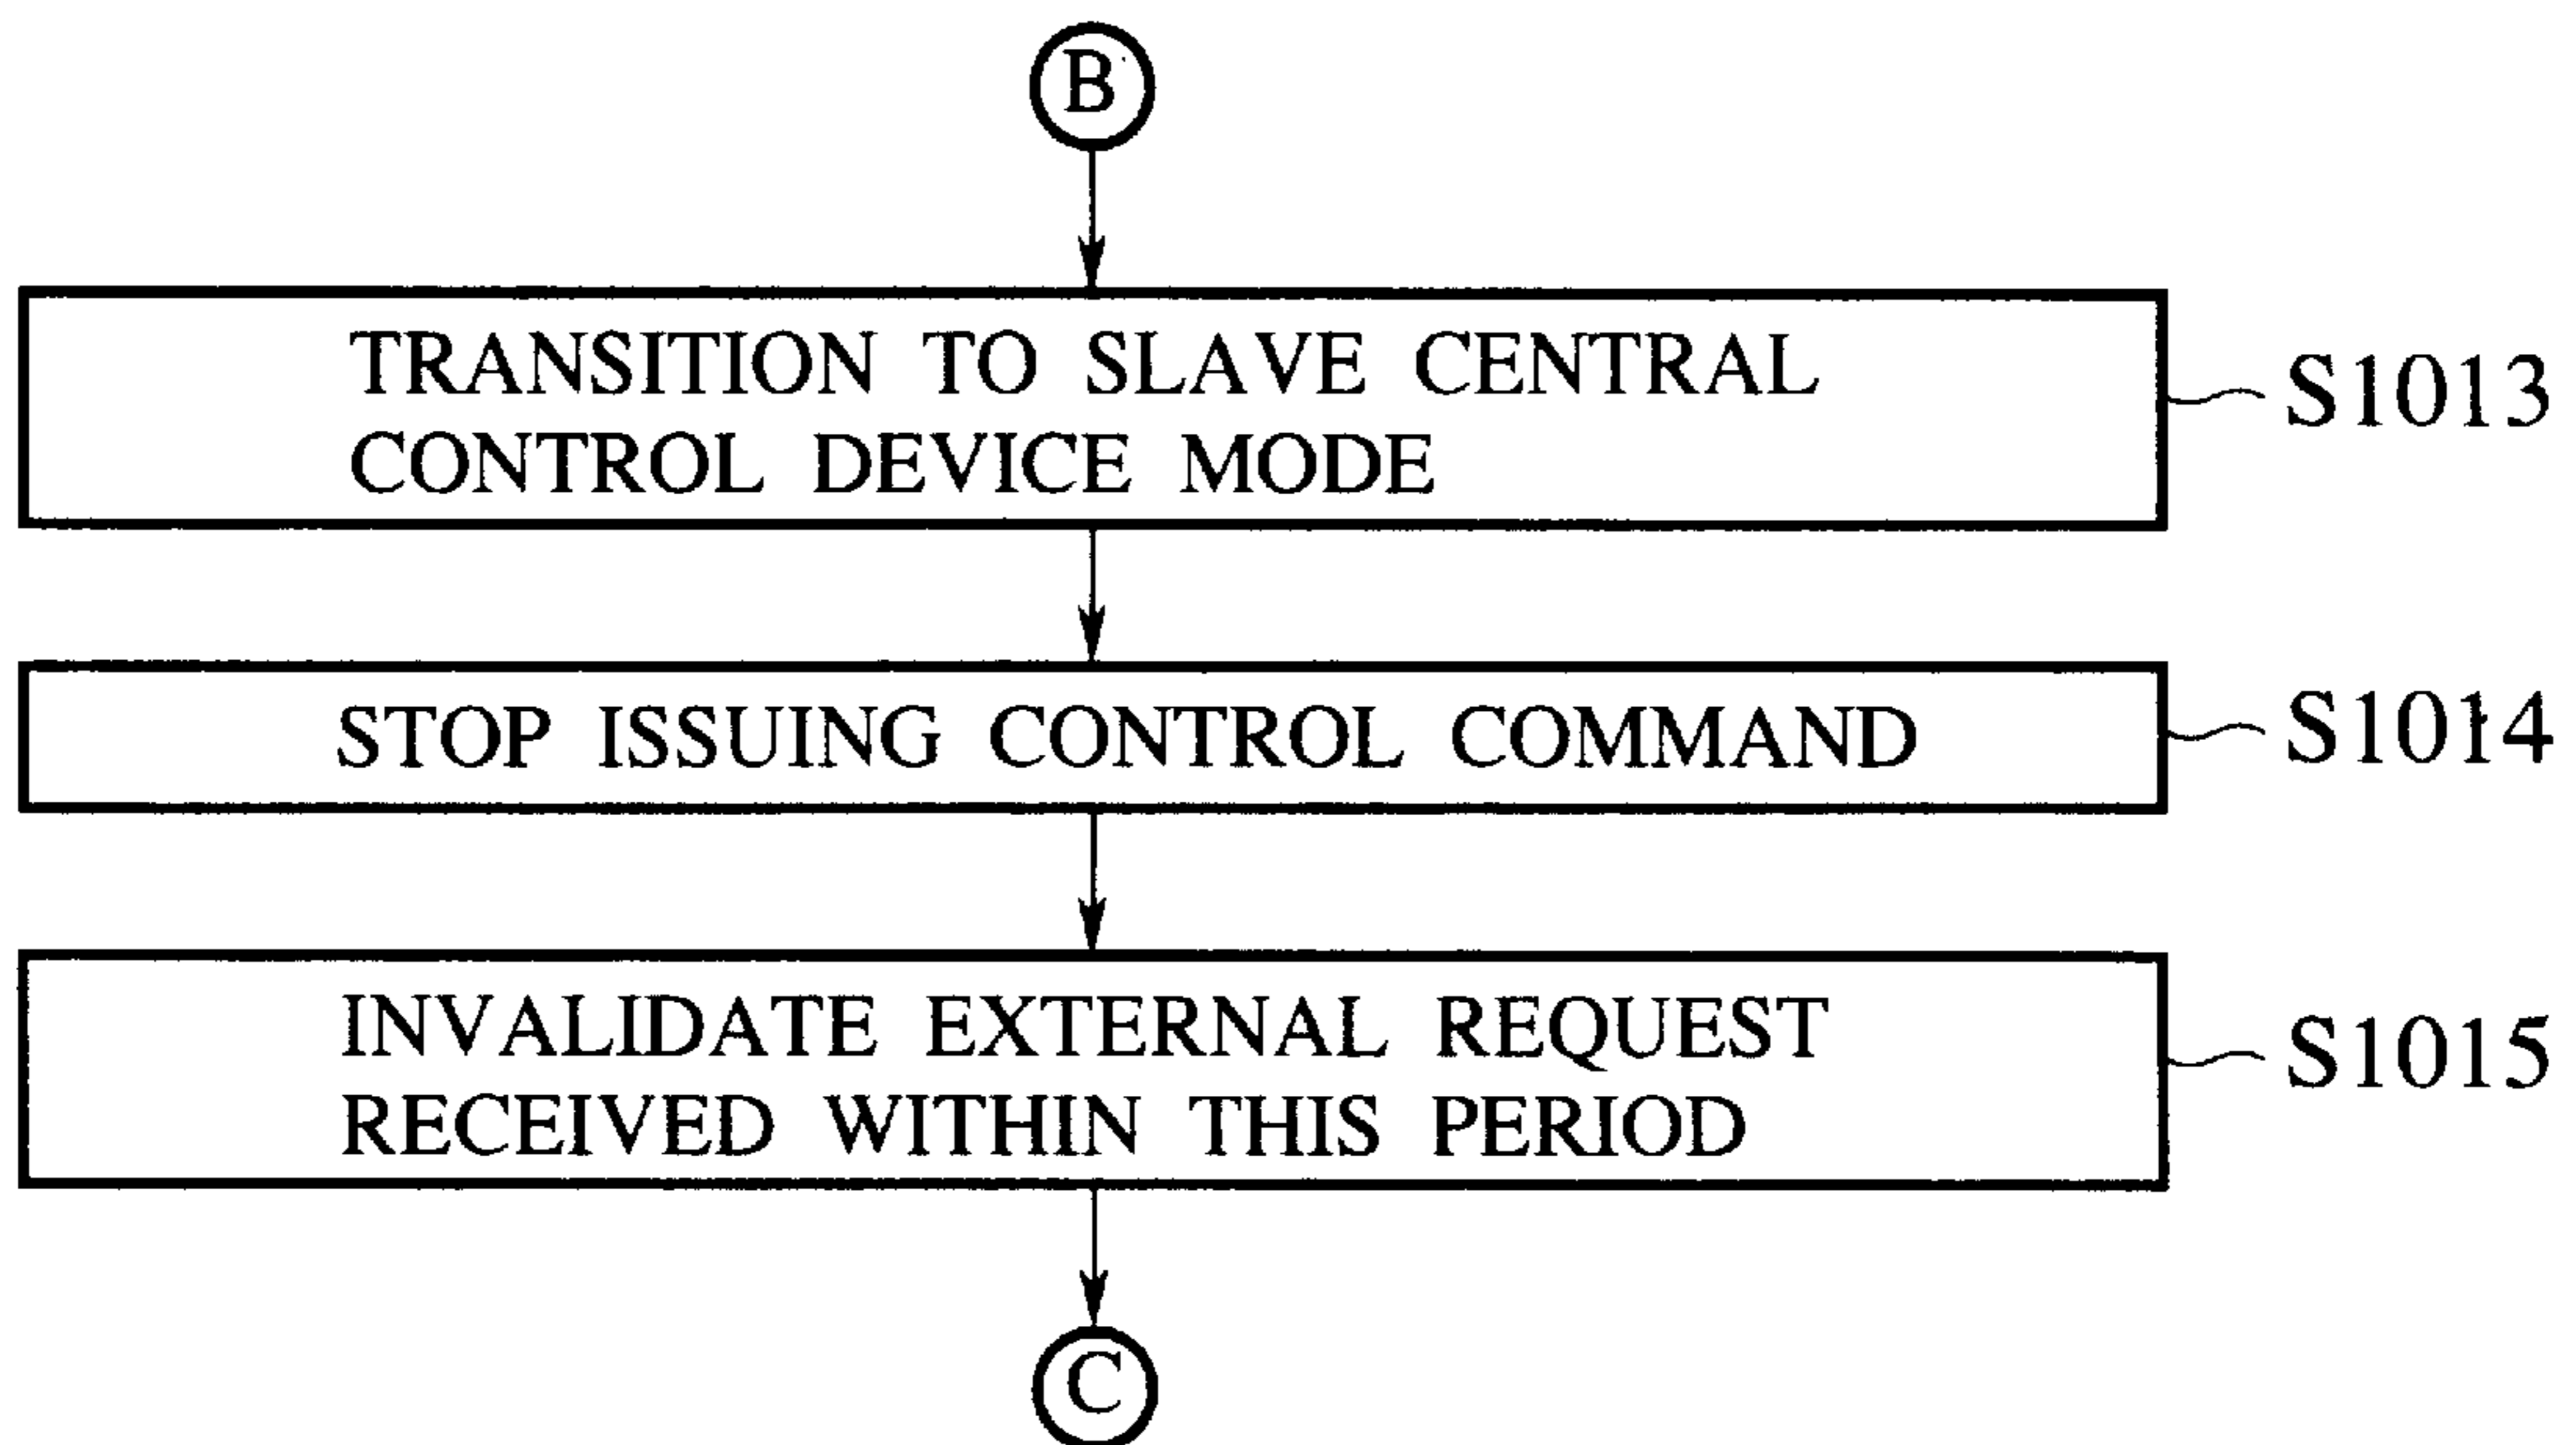 B
TRANSITION TO SLAVE CENTRAL
CONTROL DEVICE MODE
S1013
STOP ISSUING CONTROL COMMAND
S1014
INVALIDATE EXTERNAL REQUEST
RECEIVED WITHIN THIS PERIOD
S1015
C